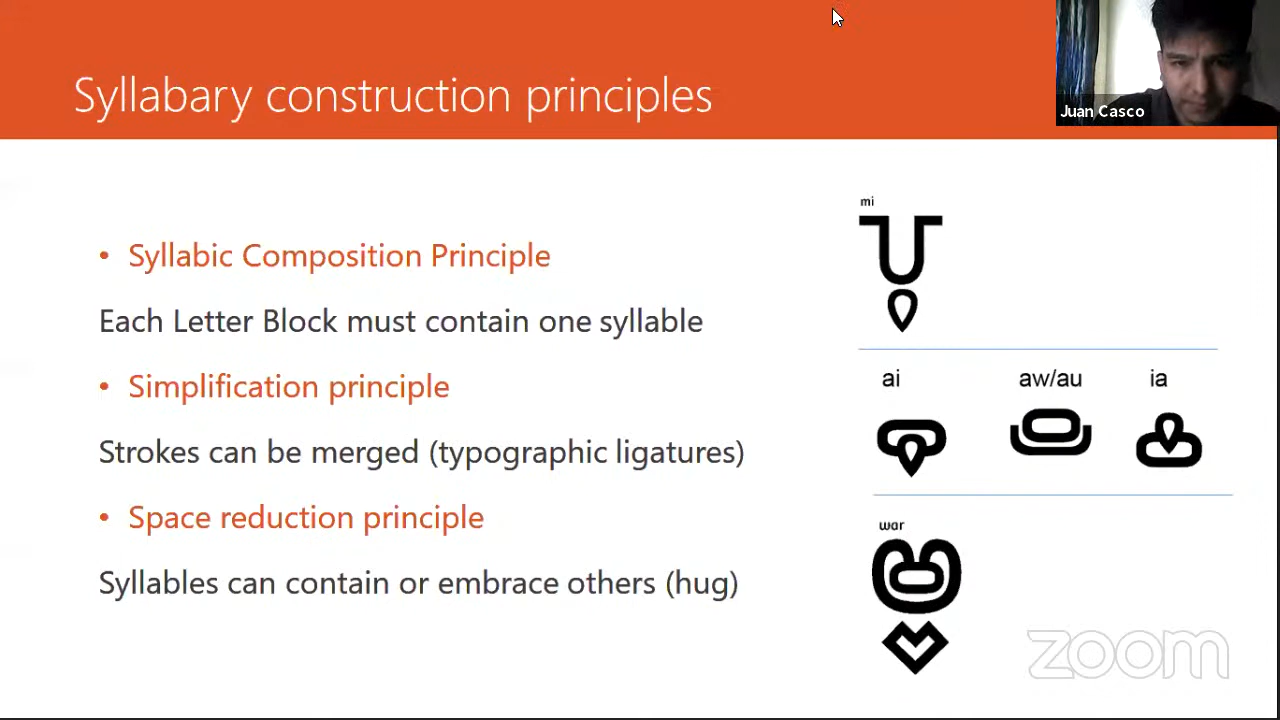 Syllabary construction principles
Juan Casco
• Syllabic Composition Principle
Each Letter Block must contain one syllable
• Simplification principle
Strokes can be merged (typographic ligatures)
• Space reduction principle
Syllables can contain or embrace others (hug)
mi
ai aw/au ia
war
zoom